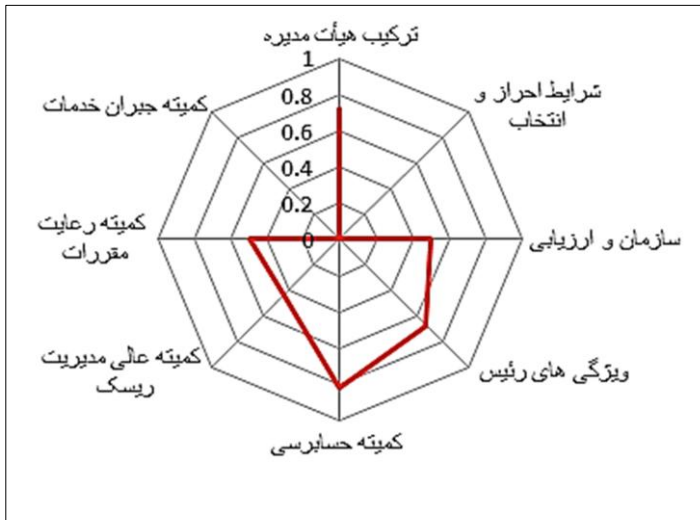 ترکیب هیأت مدیره
شرایط احراز و
انتخاب
سازمان و ارزیابی
ویژگی های رئیس
کمیته حسابرسی
کمیته عالی مدیریت
ریسک
کمیته رعایت
مقررات
کمیته جبران خدمات
1
0.8
0.6
0.4
0.2
0